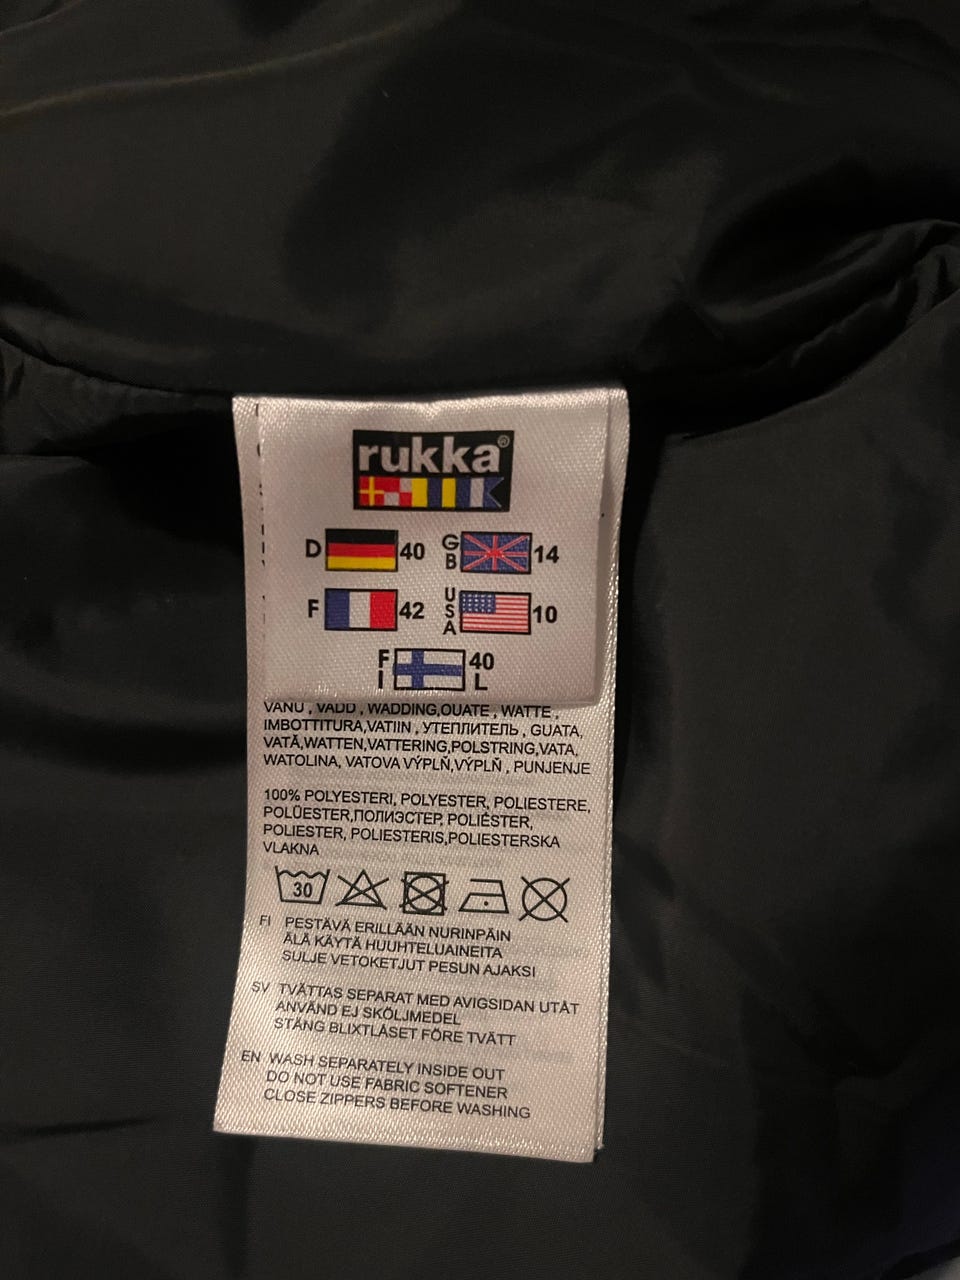 rukka®
D 40 GB 14
F 42 USA 10
FI 40 L
VANU , VADD , WADDING,OUATE , WATTE ,
IMBOTTITURA,VATIIN , УТЕПЛИТЕЛЬ , GUATA,
VATĂ,WATTEN,VATTERING,POLSTRING,VATA,
WATOLINA, VATOVA VÝPLŇ,VÝPLŇ , PUNJENJE
100% POLYESTERI, POLYESTER, POLIESTERE,
POLÜESTER,ПОЛИЭСТЕР, POLIÉSTER,
POLIESTER, POLIESTERIS,POLIESTERSKA
VLAKNA
30
FI PESTÄVÄ ERILLÄÄN NURINPÄIN
ÄLÄ KÄYTÄ HUUHTELUAINEITA
SULJE VETOKETJUT PESUN AJAKSI
SV TVÄTTAS SEPARAT MED AVIGSIDAN UTÅT
ANVÄND EJ SKÖLJMEDEL
STÄNG BLIXTLÅSET FÖRE TVÄTT
EN WASH SEPARATELY INSIDE OUT
DO NOT USE FABRIC SOFTENER
CLOSE ZIPPERS BEFORE WASHING